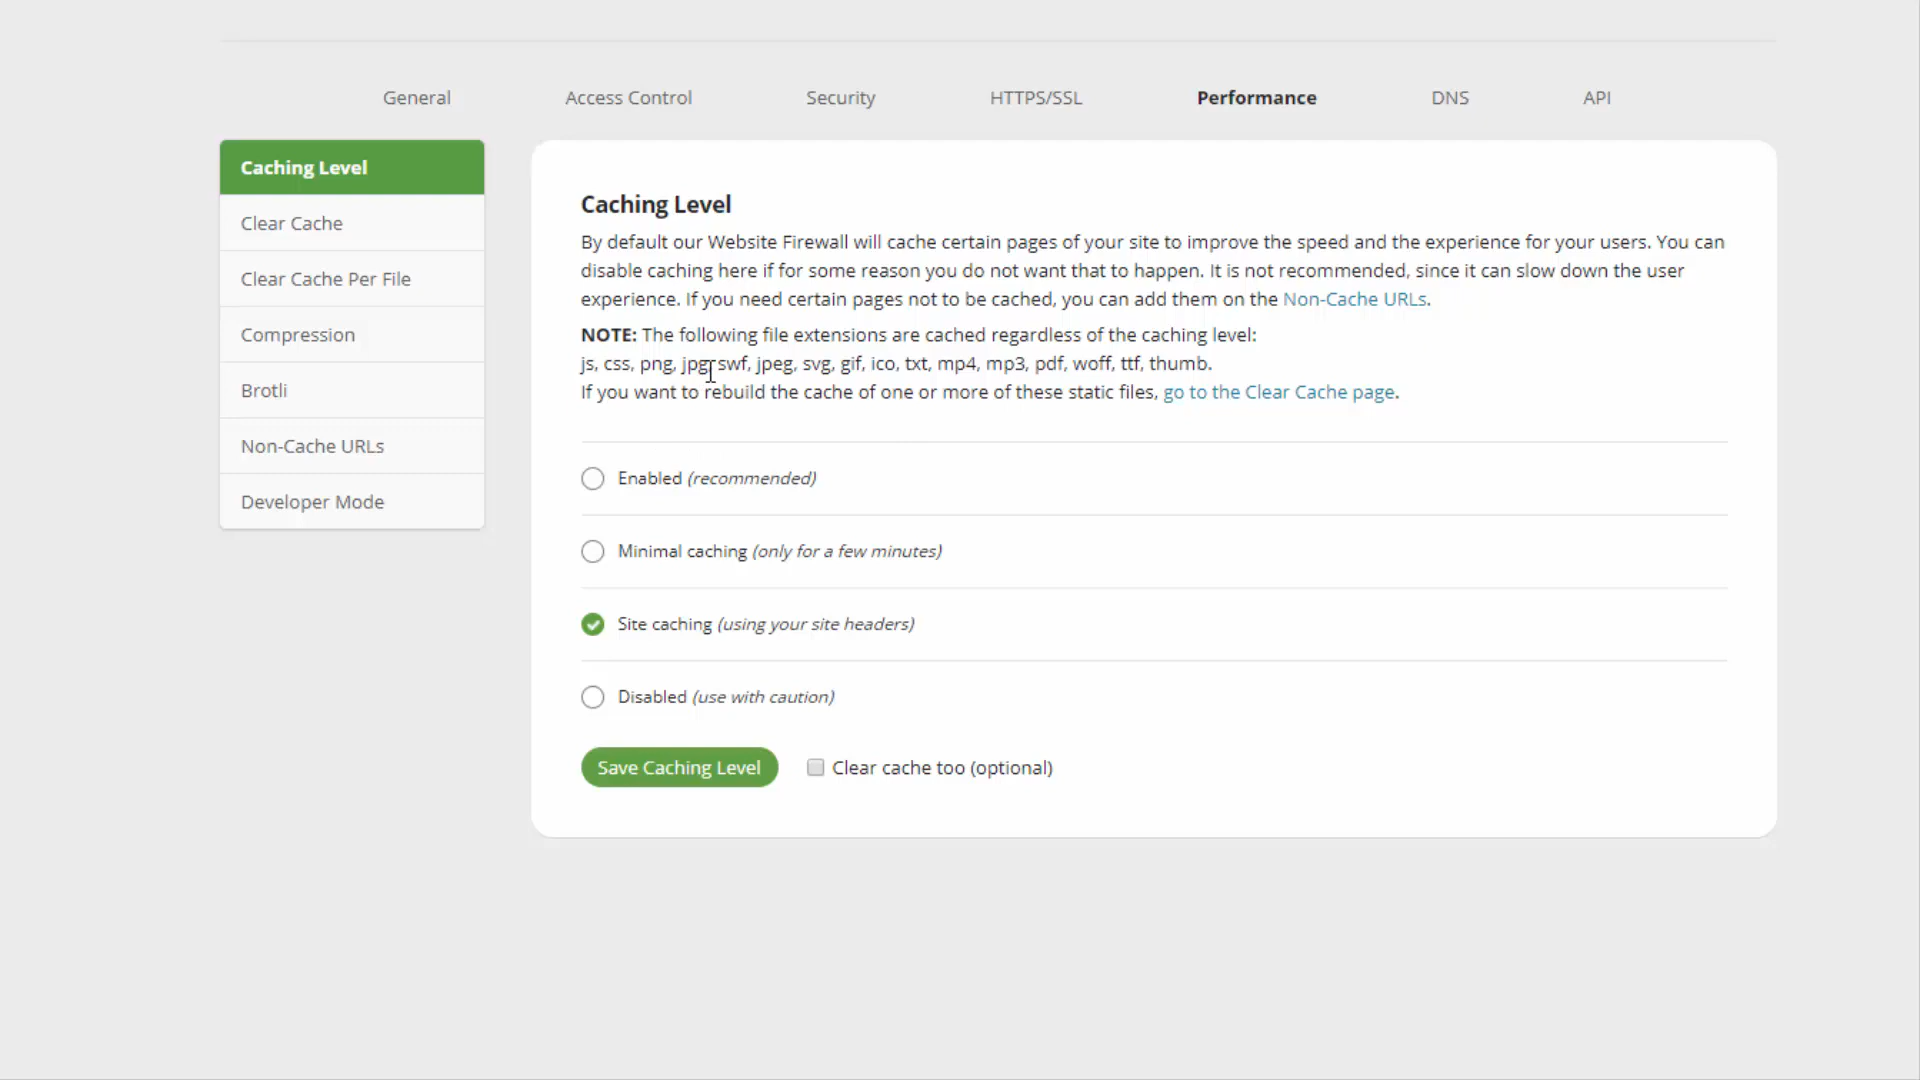 General Access Control Security HTTPS/SSL Performance DNS API
Caching Level
Clear Cache
Clear Cache Per File
Compression
Brotli
Non-Cache URLs
Developer Mode
Caching Level
By default our Website Firewall will cache certain pages of your site to improve the speed and the experience for your users. You can
disable caching here if for some reason you do not want that to happen. It is not recommended, since it can slow down the user
experience. If you need certain pages not to be cached, you can add them on the Non-Cache URLs.
NOTE: The following file extensions are cached regardless of the caching level:
js, css, png, jpg, swf, jpeg, svg, gif, ico, txt, mp4, mp3, pdf, woff, ttf, thumb.
If you want to rebuild the cache of one or more of these static files, go to the Clear Cache page.
Enabled (recommended)
Minimal caching (only for a few minutes)
Site caching (using your site headers)
Disabled (use with caution)
Save Caching Level Clear cache too (optional)